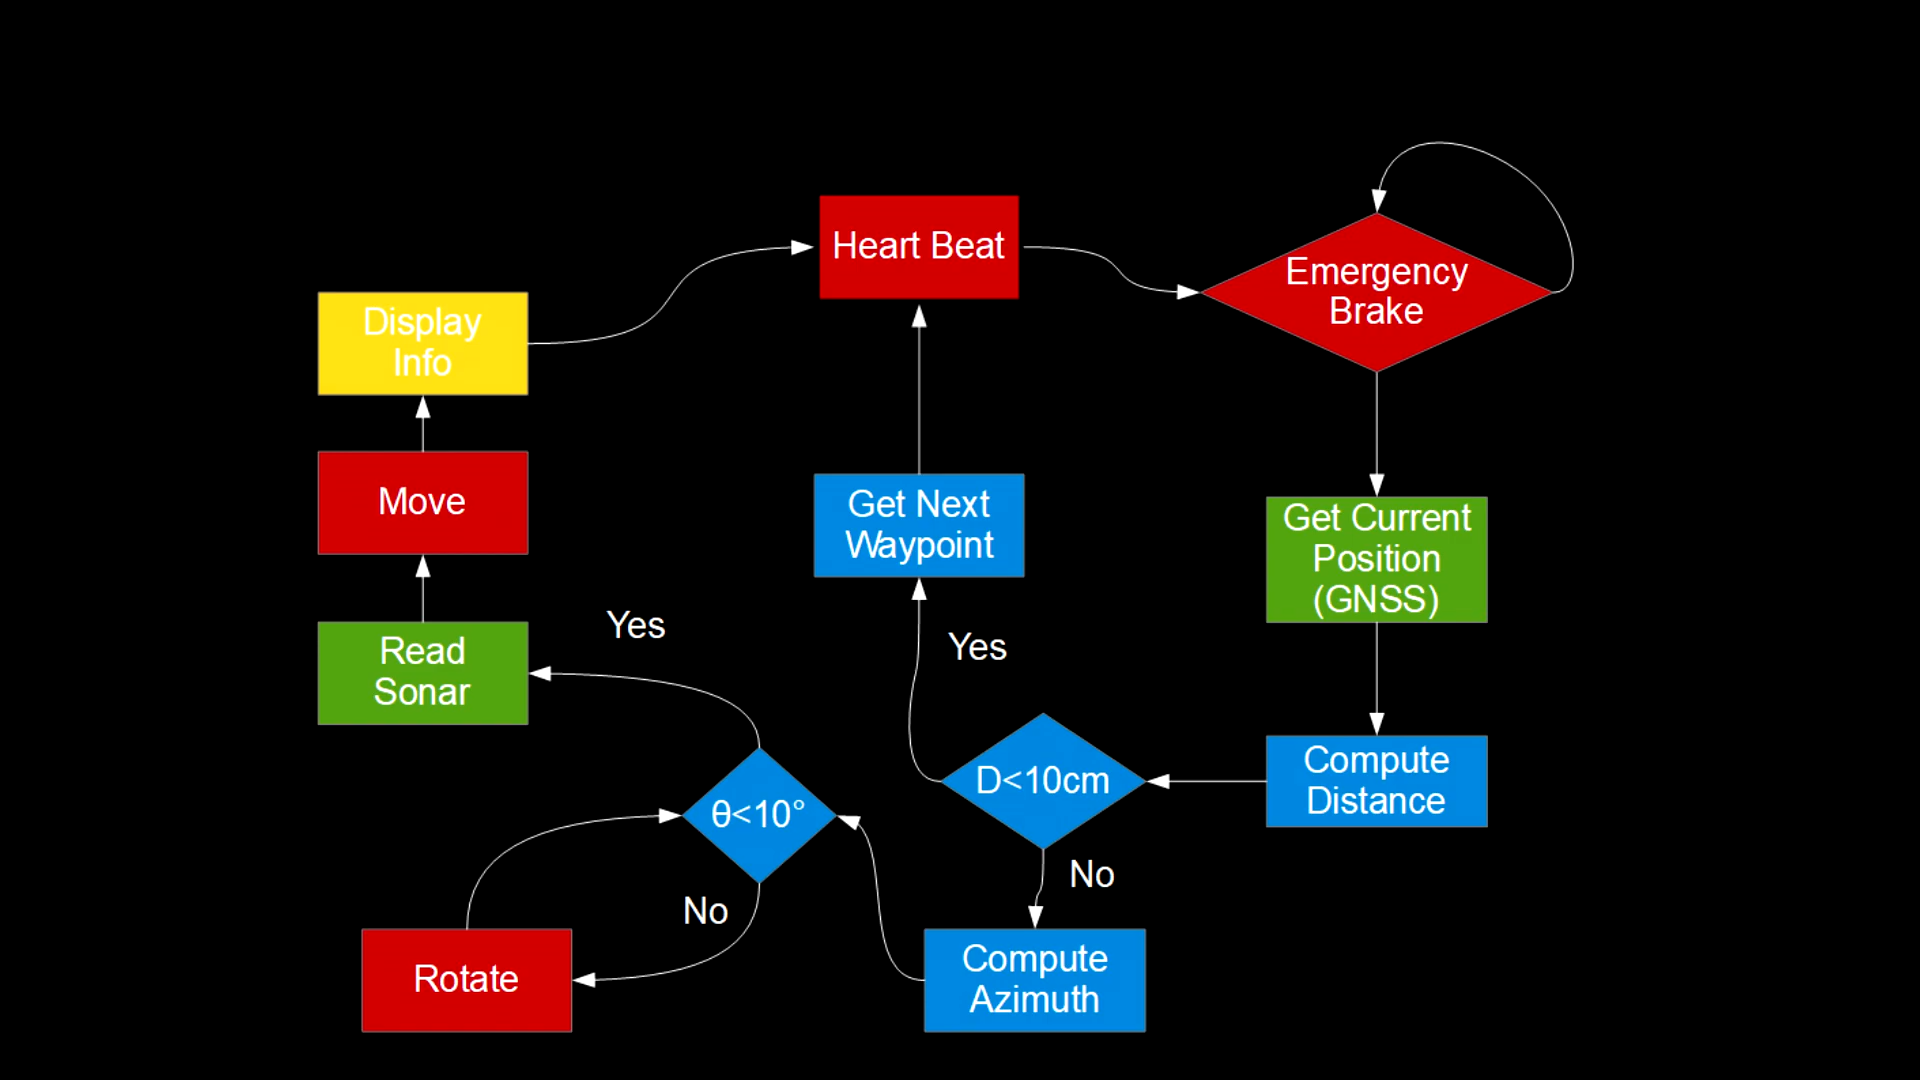 Heart Beat
Emergency
Brake
Display
Info
Move
Get Next
Waypoint
Get Current
Position
(GNSS)
Yes
Read
Sonar
Yes
D<10cm
Compute
Distance
θ<10°
No
No
Rotate
Compute
Azimuth